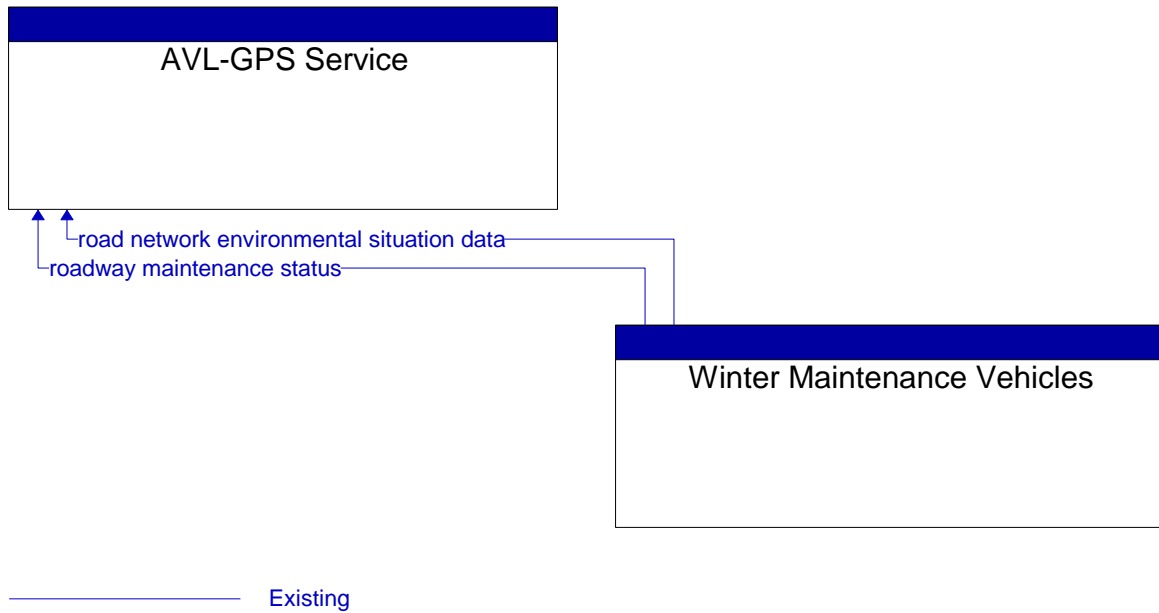 AVL-GPS Service
road network environmental situation data
roadway maintenance status
Winter Maintenance Vehicles
Existing